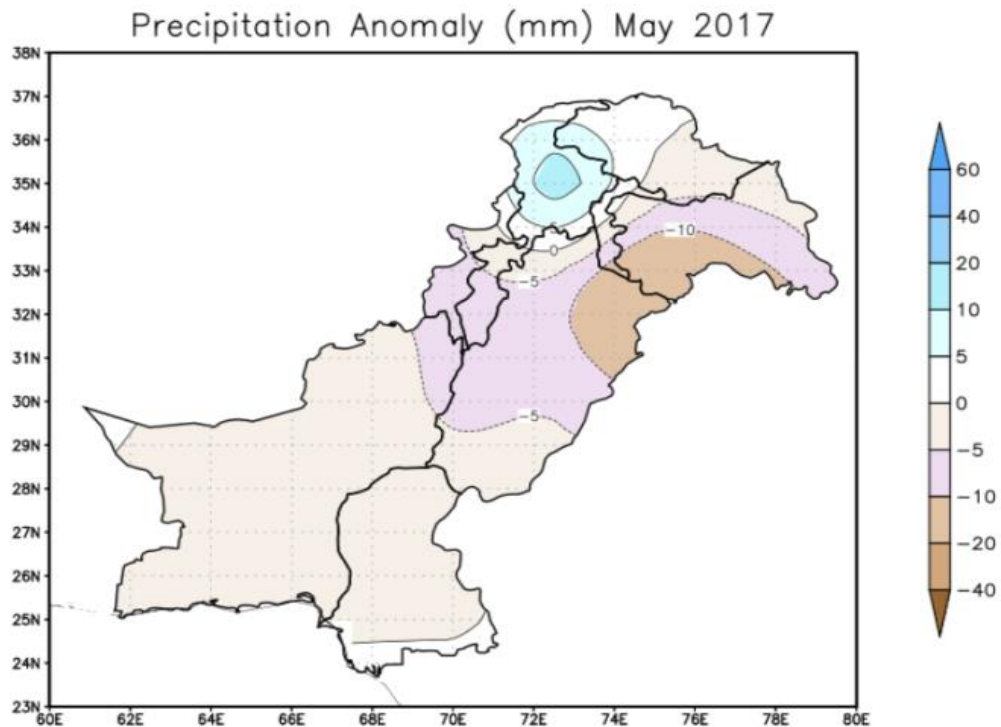 Precipitation Anomaly (mm) May 2017
38N
37N
36N
35N
34N
33N
32N
31N
30N
29N
28N
27N
26N
25N
24N
23N
60E 62E 64E 66E 68E 70E 72E 74E 76E 78E 80E
0
-5
-10
-5
60
40
20
10
5
0
-5
-10
-20
-40